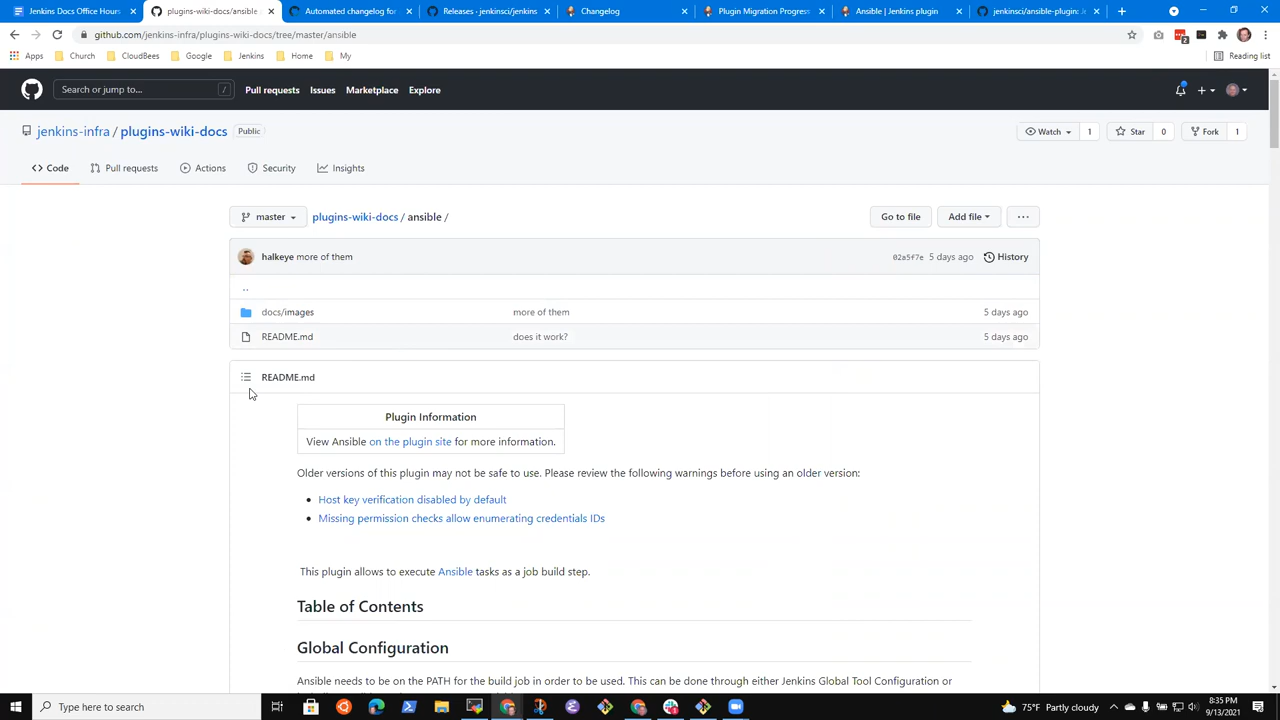 Jenkins Docs Office Hours
plugins-wiki-docs/ansible
Automated changelog for
Releases · jenkinsci/jenkins
Changelog
Plugin Migration Progress
Ansible | Jenkins plugin
jenkinsci/ansible-plugin: Je
github.com/jenkins-infra/plugins-wiki-docs/tree/master/ansible
2
Apps
Church
CloudBees
Google
Jenkins
Home
My
Reading list
Search or jump to...
/
Pull requests
Issues
Marketplace
Explore
jenkins-infra / plugins-wiki-docs
Public
Watch
1
Star
0
Fork
1
Code
Pull requests
Actions
Security
Insights
master
plugins-wiki-docs / ansible /
Go to file
Add file
...
halkeye more of them
02a5f7e 5 days ago
History
..
docs/images
more of them
5 days ago
README.md
does it work?
5 days ago
README.md
Plugin Information
View Ansible on the plugin site for more information.
Older versions of this plugin may not be safe to use. Please review the following warnings before using an older version:
• Host key verification disabled by default
• Missing permission checks allow enumerating credentials IDs
This plugin allows to execute Ansible tasks as a job build step.
Table of Contents
Global Configuration
Ansible needs to be on the PATH for the build job in order to be used. This can be done through either Jenkins Global Tool Configuration or
Type here to search
75°F Partly cloudy
8:35 PM
9/13/2021